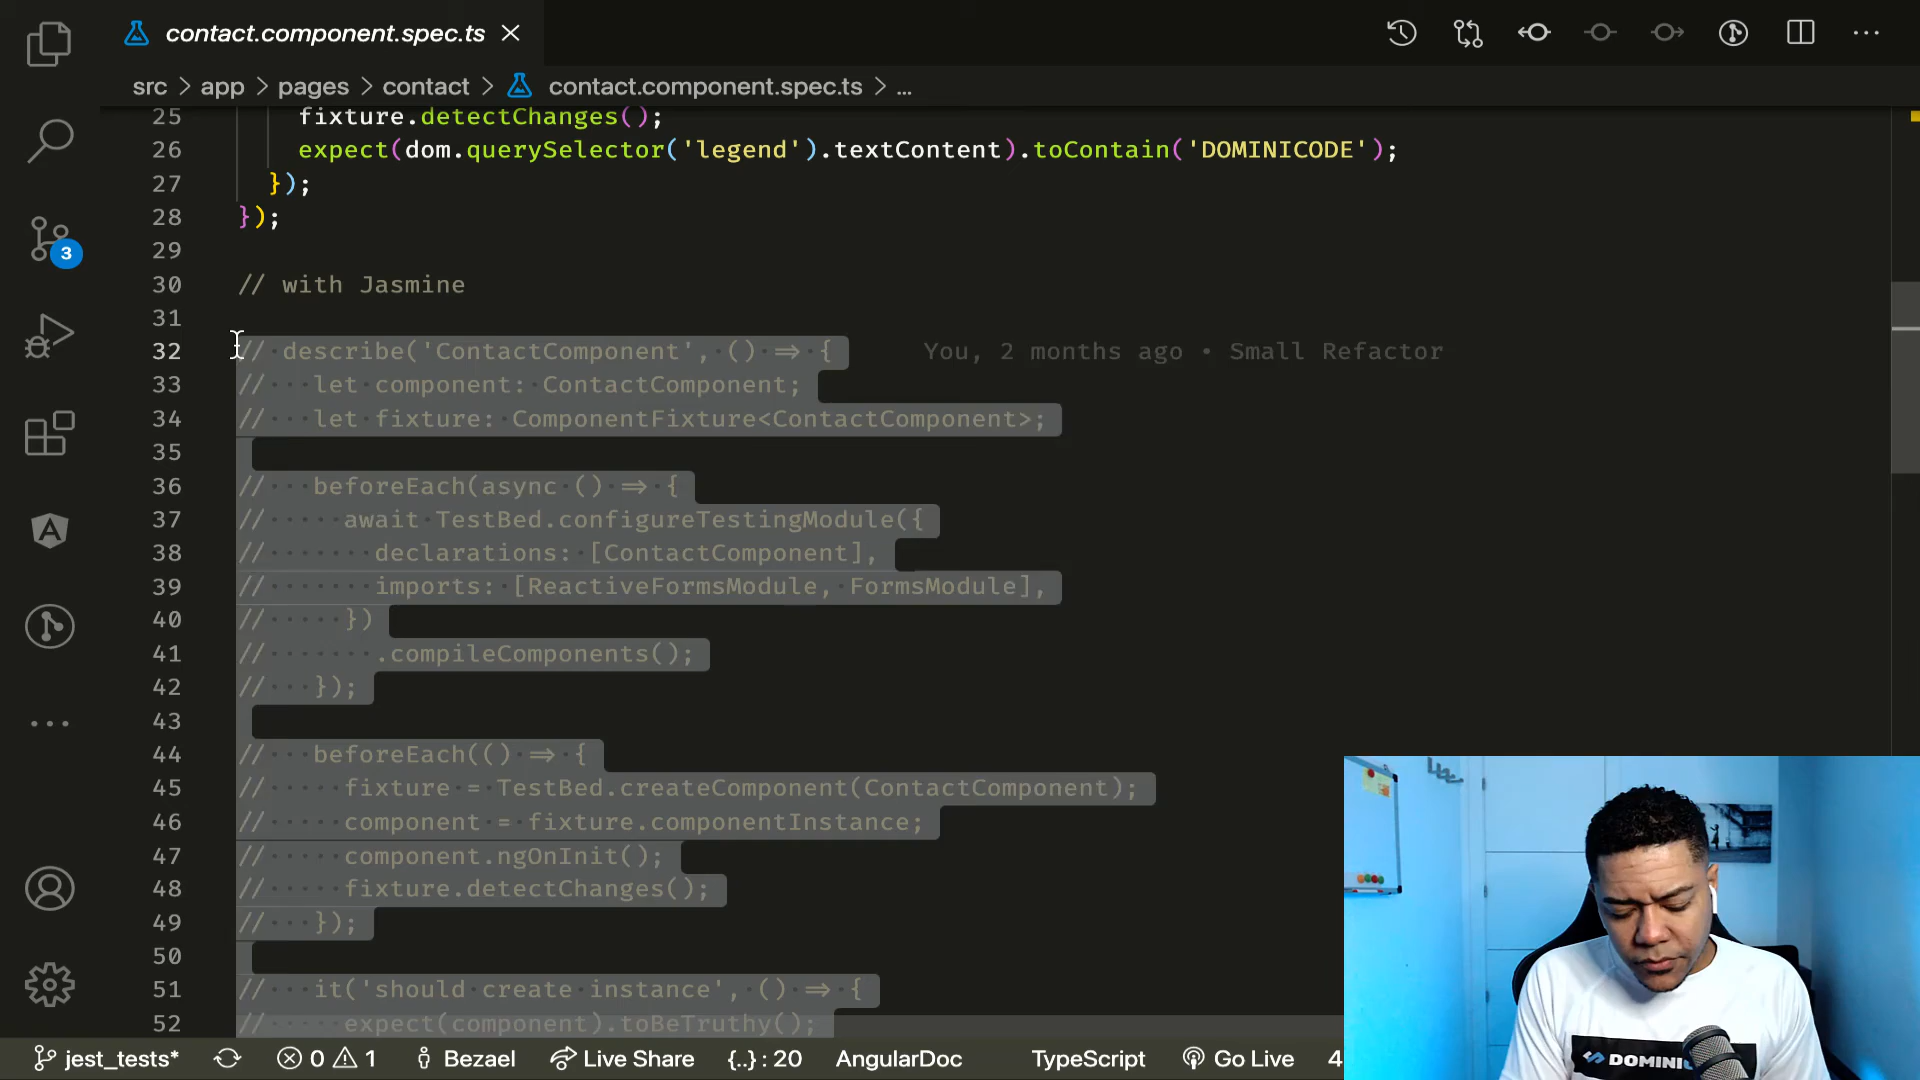 contact.component.spec.ts
src > app > pages > contact > contact.component.spec.ts > ...
25 fixture.detectChanges();
26 expect(dom.querySelector('legend').textContent).toContain('DOMINICODE');
27 });
28 });
29
30 // with Jasmine
31
32 // describe('ContactComponent', () => { You, 2 months ago • Small Refactor
33 // let component: ContactComponent;
34 // let fixture: ComponentFixture<ContactComponent>;
35
36 // beforeEach(async () => {
37 // await TestBed.configureTestingModule({
38 // declarations: [ContactComponent],
39 // imports: [ReactiveFormsModule, FormsModule],
40 // })
41 // .compileComponents();
42 // });
43
44 // beforeEach(() => {
45 // fixture = TestBed.createComponent(ContactComponent);
46 // component = fixture.componentInstance;
47 // component.ngOnInit();
48 // fixture.detectChanges();
49 // });
50
51 // it('should create instance', () => {
52 // expect(component).toBeTruthy();
3
jest_tests* 0 1 Bezael Live Share {..} : 20 AngularDoc TypeScript Go Live 4